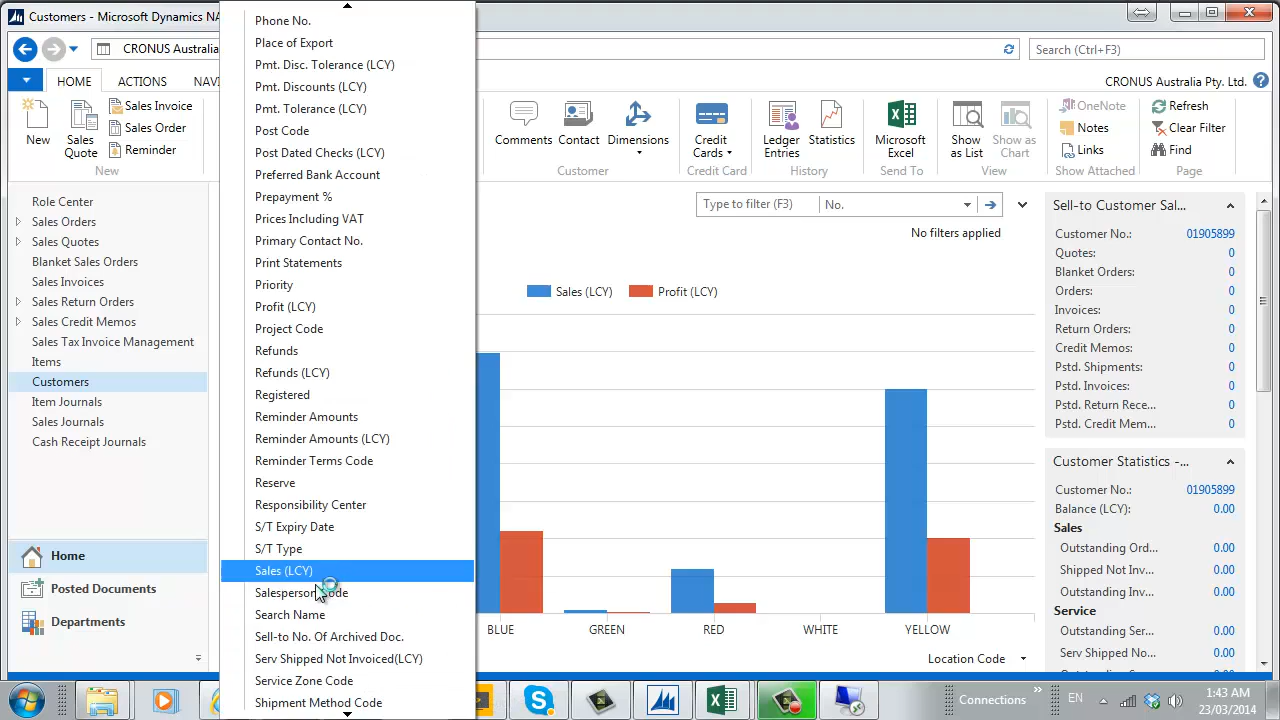 Customers - Microsoft Dynamics NA
CRONUS Australia
Search (Ctrl+F3)
HOME
ACTIONS
NAVI
CRONUS Australia Pty. Ltd.
New
Sales Quote
Sales Invoice
Sales Order
Reminder
New
Comments
Contact
Dimensions
Customer
Credit Cards
Credit Card
Ledger Entries
Statistics
History
Microsoft Excel
Send To
Show as List
Show as Chart
View
OneNote
Notes
Links
Show Attached
Refresh
Clear Filter
Find
Page
Role Center
Sales Orders
Sales Quotes
Blanket Sales Orders
Sales Invoices
Sales Return Orders
Sales Credit Memos
Sales Tax Invoice Management
Items
Customers
Item Journals
Sales Journals
Cash Receipt Journals
Home
Posted Documents
Departments
Phone No.
Place of Export
Pmt. Disc. Tolerance (LCY)
Pmt. Discounts (LCY)
Pmt. Tolerance (LCY)
Post Code
Post Dated Checks (LCY)
Preferred Bank Account
Prepayment %
Prices Including VAT
Primary Contact No.
Print Statements
Priority
Profit (LCY)
Project Code
Refunds
Refunds (LCY)
Registered
Reminder Amounts
Reminder Amounts (LCY)
Reminder Terms Code
Reserve
Responsibility Center
S/T Expiry Date
S/T Type
Sales (LCY)
Salesperson Code
Search Name
Sell-to No. Of Archived Doc.
Serv Shipped Not Invoiced(LCY)
Service Zone Code
Shipment Method Code
Type to filter (F3)
No.
No filters applied
Sales (LCY)
Profit (LCY)
BLUE
GREEN
RED
WHITE
YELLOW
Location Code
Sell-to Customer Sal...
Customer No.: 01905899
Quotes: 0
Blanket Orders: 0
Orders: 0
Invoices: 0
Return Orders: 0
Credit Memos: 0
Pstd. Shipments: 0
Pstd. Invoices: 0
Pstd. Return Rece... 0
Pstd. Credit Mem... 0
Customer Statistics -...
Customer No.: 01905899
Balance (LCY): 0.00
Sales
Outstanding Ord... 0.00
Shipped Not Inv... 0.00
Outstanding Inv... 0.00
Service
Outstanding Ser... 0.00
Serv Shipped No... 0.00
Connections
EN
1:43 AM
23/03/2014